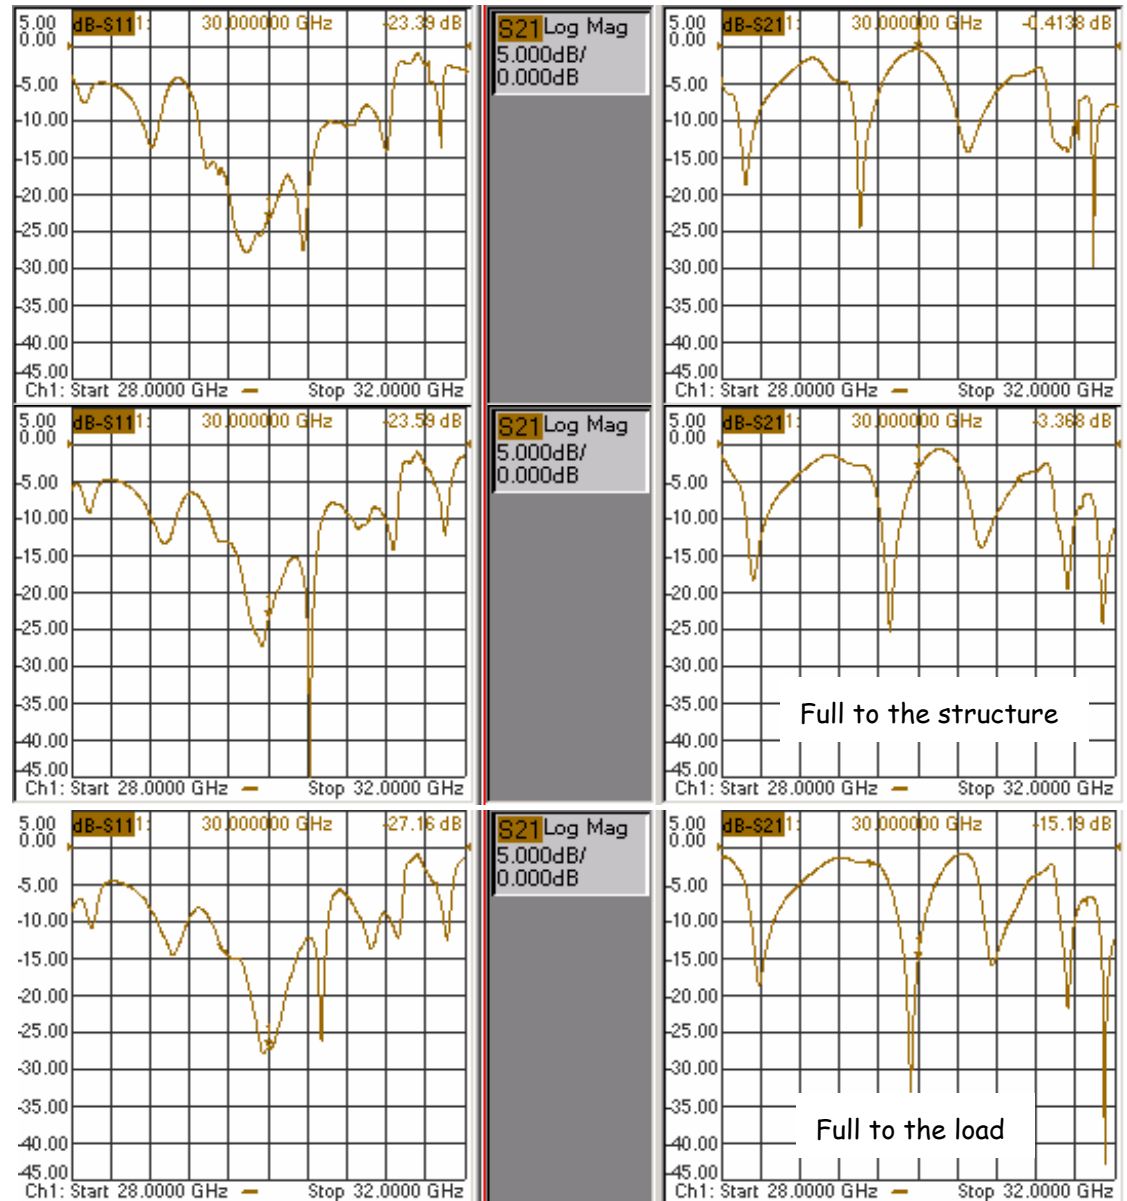 5.00 dB-S11 1: 30.000000 GHz -23.39 dB
0.00
-5.00
-10.00
-15.00
-20.00
-25.00
-30.00
-35.00
-40.00
-45.00
Ch1: Start 28.0000 GHz Stop 32.0000 GHz
S21 Log Mag
5.000dB/
0.000dB
5.00 dB-S21 1: 30.000000 GHz -0.4138 dB
0.00
-5.00
-10.00
-15.00
-20.00
-25.00
-30.00
-35.00
-40.00
-45.00
Ch1: Start 28.0000 GHz Stop 32.0000 GHz
5.00 dB-S11 1: 30.000000 GHz -23.59 dB
0.00
-5.00
-10.00
-15.00
-20.00
-25.00
-30.00
-35.00
-40.00
-45.00
Ch1: Start 28.0000 GHz Stop 32.0000 GHz
S21 Log Mag
5.000dB/
0.000dB
5.00 dB-S21 1: 30.000000 GHz -3.368 dB
0.00
-5.00
-10.00
-15.00
-20.00
-25.00
-30.00
-35.00
-40.00
-45.00
Full to the structure
Ch1: Start 28.0000 GHz Stop 32.0000 GHz
5.00 dB-S11 1: 30.000000 GHz -27.16 dB
0.00
-5.00
-10.00
-15.00
-20.00
-25.00
-30.00
-35.00
-40.00
-45.00
Ch1: Start 28.0000 GHz Stop 32.0000 GHz
S21 Log Mag
5.000dB/
0.000dB
5.00 dB-S21 1: 30.000000 GHz -15.19 dB
0.00
-5.00
-10.00
-15.00
-20.00
-25.00
-30.00
-35.00
-40.00
-45.00
Full to the load
Ch1: Start 28.0000 GHz Stop 32.0000 GHz